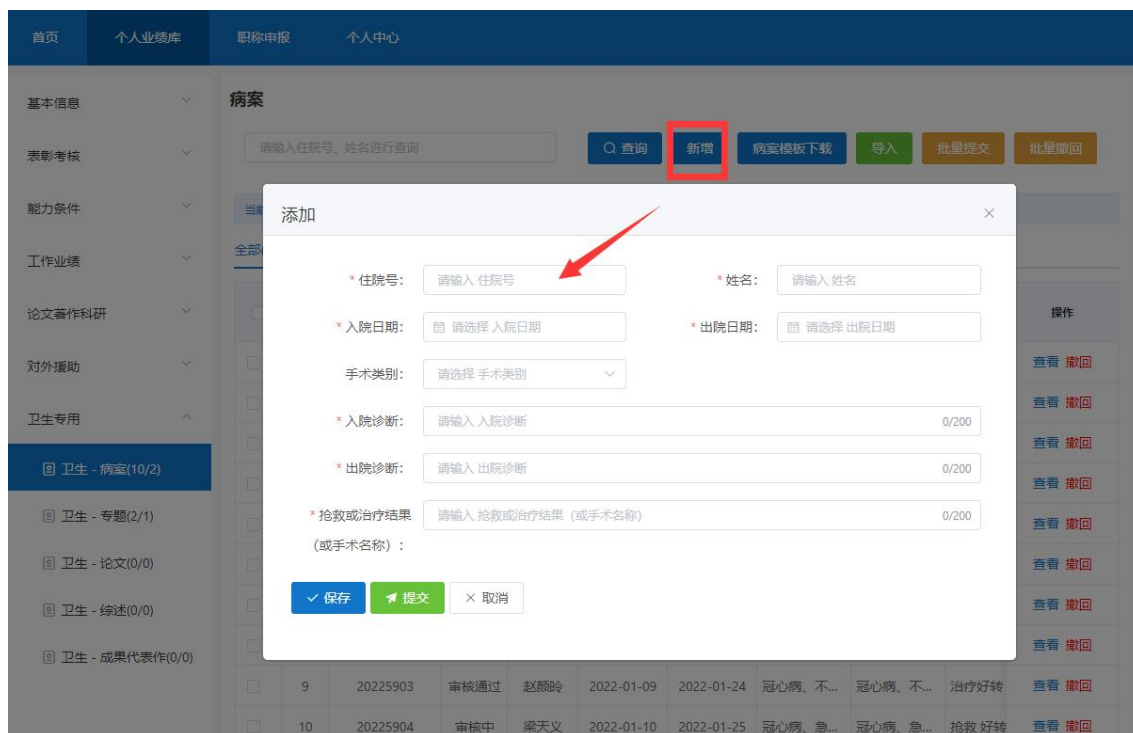 首页 个人业绩库 职称申报 个人中心
基本信息
表彰考核
能力条件
工作业绩
论文著作科研
对外援助
卫生专用
卫生 - 病案(10/2)
卫生 - 专题(2/1)
卫生 - 论文(0/0)
卫生 - 综述(0/0)
卫生 - 成果代表作(0/0)
病案
请输入住院号、姓名进行查询 查询 新增 病案模板下载 导入 批量提交 批量撤回
全部
添加
* 住院号: 请输入 住院号 * 姓名: 请输入 姓名
* 入院日期: 请选择 入院日期 * 出院日期: 请选择 出院日期
手术类别: 请选择 手术类别
* 入院诊断: 请输入 入院诊断 0/200
* 出院诊断: 请输入 出院诊断 0/200
* 抢救或治疗结果 请输入 抢救或治疗结果（或手术名称） 0/200
（或手术名称）:
保存 提交 取消
操作
查看 撤回
查看 撤回
查看 撤回
查看 撤回
查看 撤回
查看 撤回
查看 撤回
查看 撤回
9 20225903 审核通过 赵颜昤 2022-01-09 2022-01-24 冠心病、不... 冠心病、不... 治疗好转 查看 撤回
10 20225904 审核中 梁天义 2022-01-10 2022-01-25 冠心病、急... 冠心病、急... 抢救 好转 查看 撤回